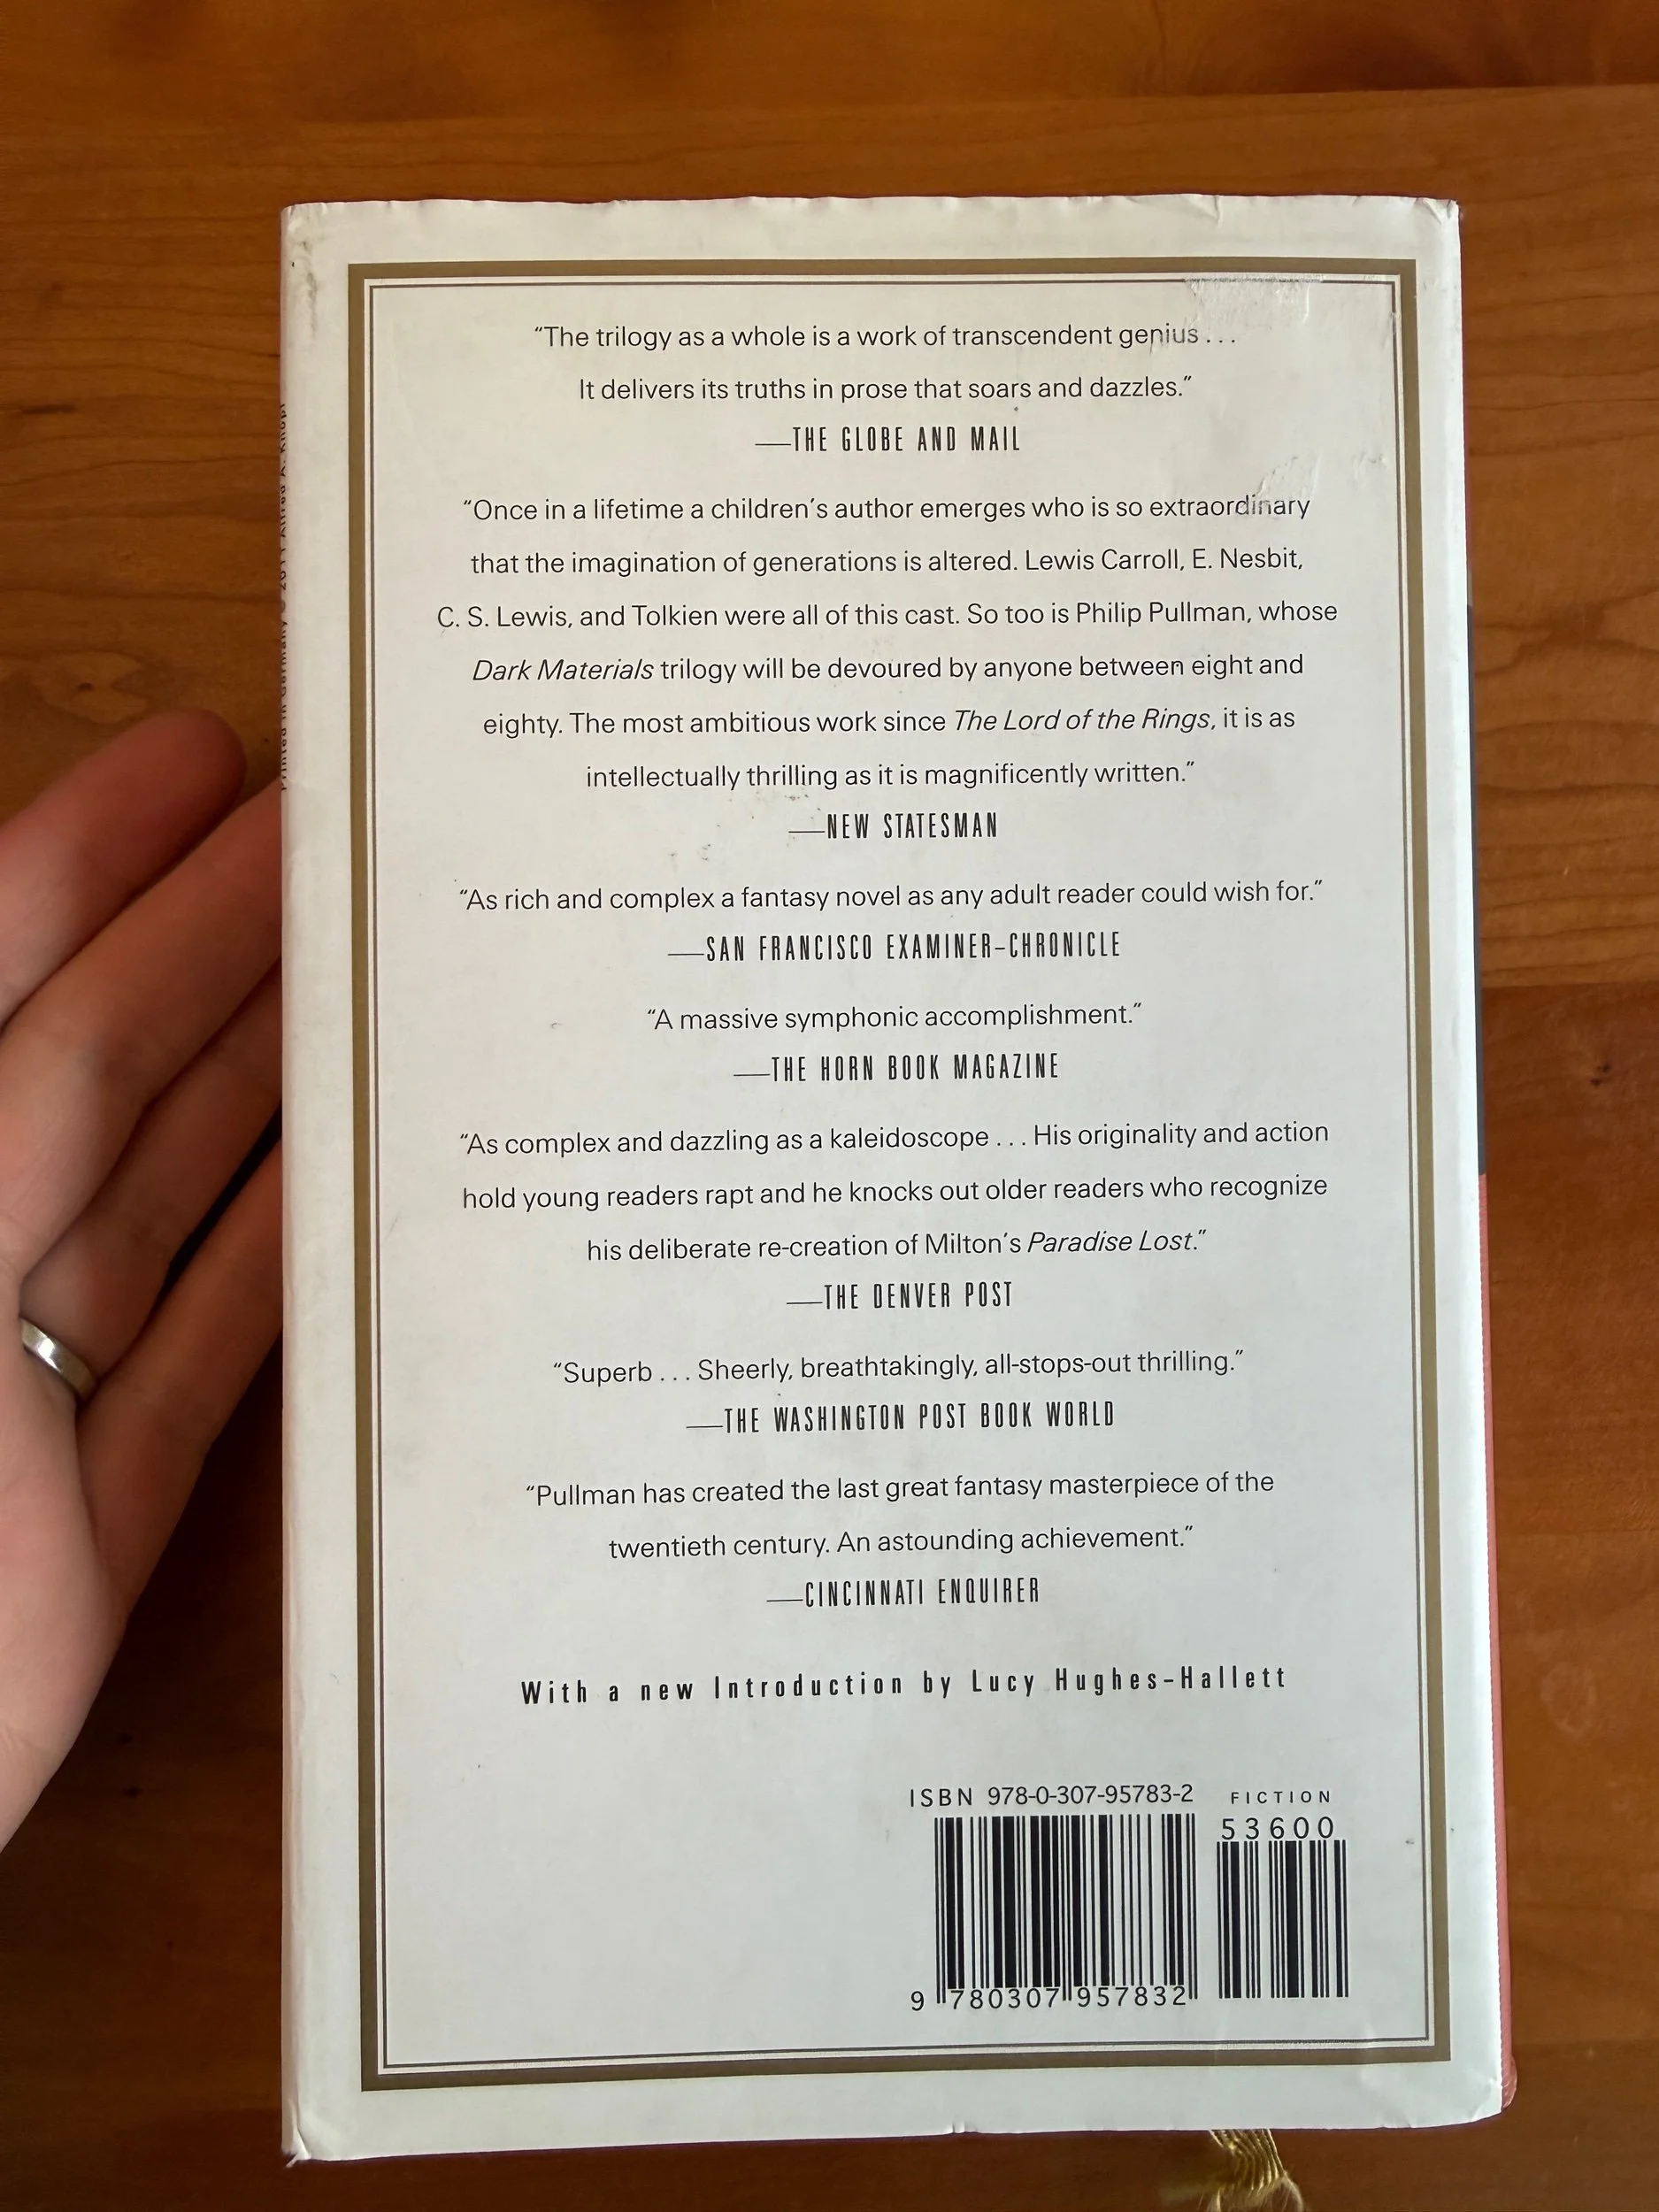 “The trilogy as a whole is a work of transcendent genius . . .
It delivers its truths in prose that soars and dazzles.”
—THE GLOBE AND MAIL
“Once in a lifetime a children’s author emerges who is so extraordinary
that the imagination of generations is altered. Lewis Carroll, E. Nesbit,
C. S. Lewis, and Tolkien were all of this cast. So too is Philip Pullman, whose
Dark Materials trilogy will be devoured by anyone between eight and
eighty. The most ambitious work since The Lord of the Rings, it is as
intellectually thrilling as it is magnificently written.”
—NEW STATESMAN
“As rich and complex a fantasy novel as any adult reader could wish for.”
—SAN FRANCISCO EXAMINER-CHRONICLE
“A massive symphonic accomplishment.”
—THE HORN BOOK MAGAZINE
“As complex and dazzling as a kaleidoscope . . . His originality and action
hold young readers rapt and he knocks out older readers who recognize
his deliberate re-creation of Milton’s Paradise Lost.”
—THE DENVER POST
“Superb . . . Sheerly, breathtakingly, all-stops-out thrilling.”
—THE WASHINGTON POST BOOK WORLD
“Pullman has created the last great fantasy masterpiece of the
twentieth century. An astounding achievement.”
—CINCINNATI ENQUIRER
With a new Introduction by Lucy Hughes-Hallett
ISBN 978-0-307-95783-2 FICTION
53600
9 780307 957832